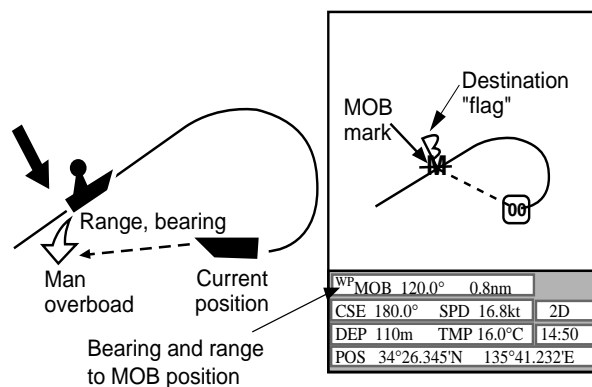 Range, bearing
Man
overboad
Current
position
Bearing and range
to MOB position
Destination
"flag"
MOB
mark
M
00
WPMOB 120.0° 0.8nm
CSE 180.0° SPD 16.8kt 2D
DEP 110m TMP 16.0°C 14:50
POS 34°26.345'N 135°41.232'E